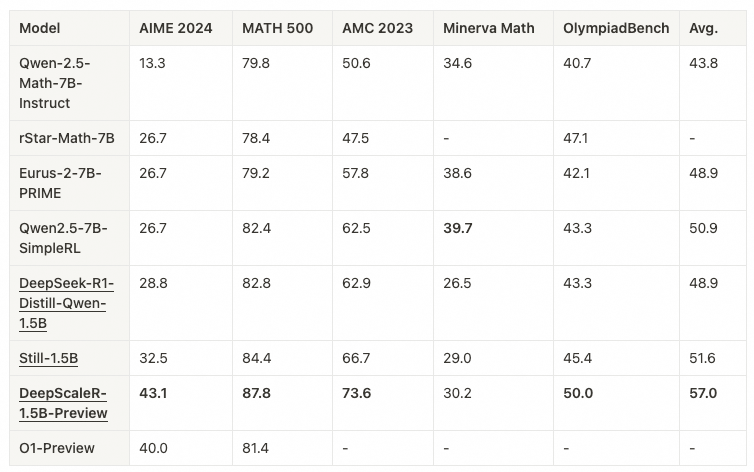 Model AIME 2024 MATH 500 AMC 2023 Minerva Math OlympiadBench Avg.
Qwen-2.5- 13.3 79.8 50.6 34.6 40.7 43.8
Math-7B-
Instruct
rStar-Math-7B 26.7 78.4 47.5 - 47.1 -
Eurus-2-7B- 26.7 79.2 57.8 38.6 42.1 48.9
PRIME
Qwen2.5-7B- 26.7 82.4 62.5 39.7 43.3 50.9
SimpleRL
DeepSeek-R1- 28.8 82.8 62.9 26.5 43.3 48.9
Distill-Qwen-
1.5B
Still-1.5B 32.5 84.4 66.7 29.0 45.4 51.6
DeepScaleR- 43.1 87.8 73.6 30.2 50.0 57.0
1.5B-Preview
O1-Preview 40.0 81.4 - - - -